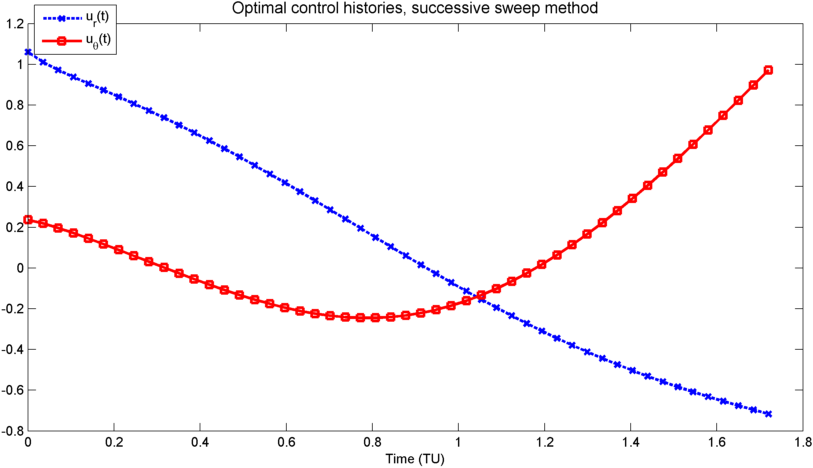 Optimal control histories, successive sweep method
u_r(t)
u_θ(t)
1.2
1
0.8
0.6
0.4
0.2
0
-0.2
-0.4
-0.6
-0.8
0 0.2 0.4 0.6 0.8 1 1.2 1.4 1.6 1.8
Time (TU)